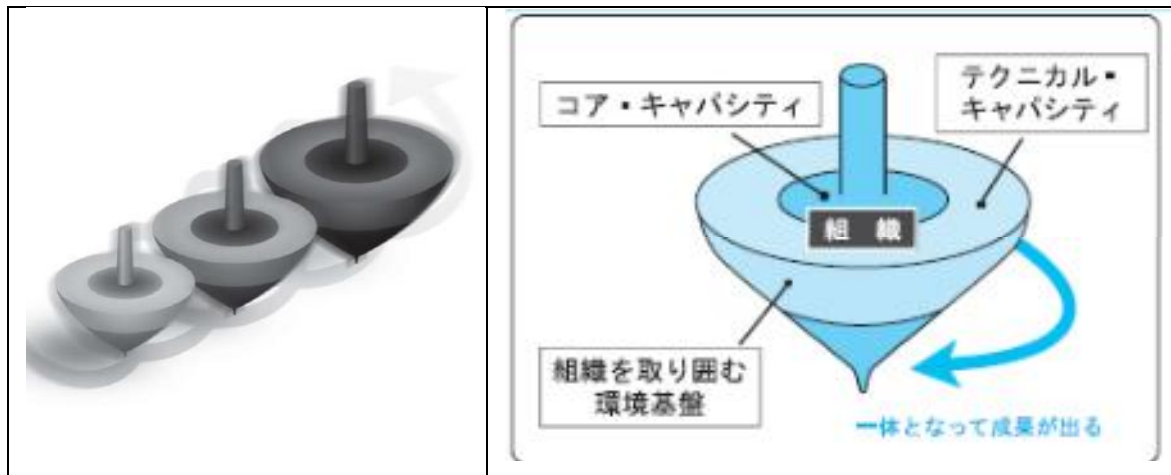 コア・キャパシティ
テクニカル・
キャパシティ
組織
組織を取り囲む
環境基盤
一体となって成果が出る